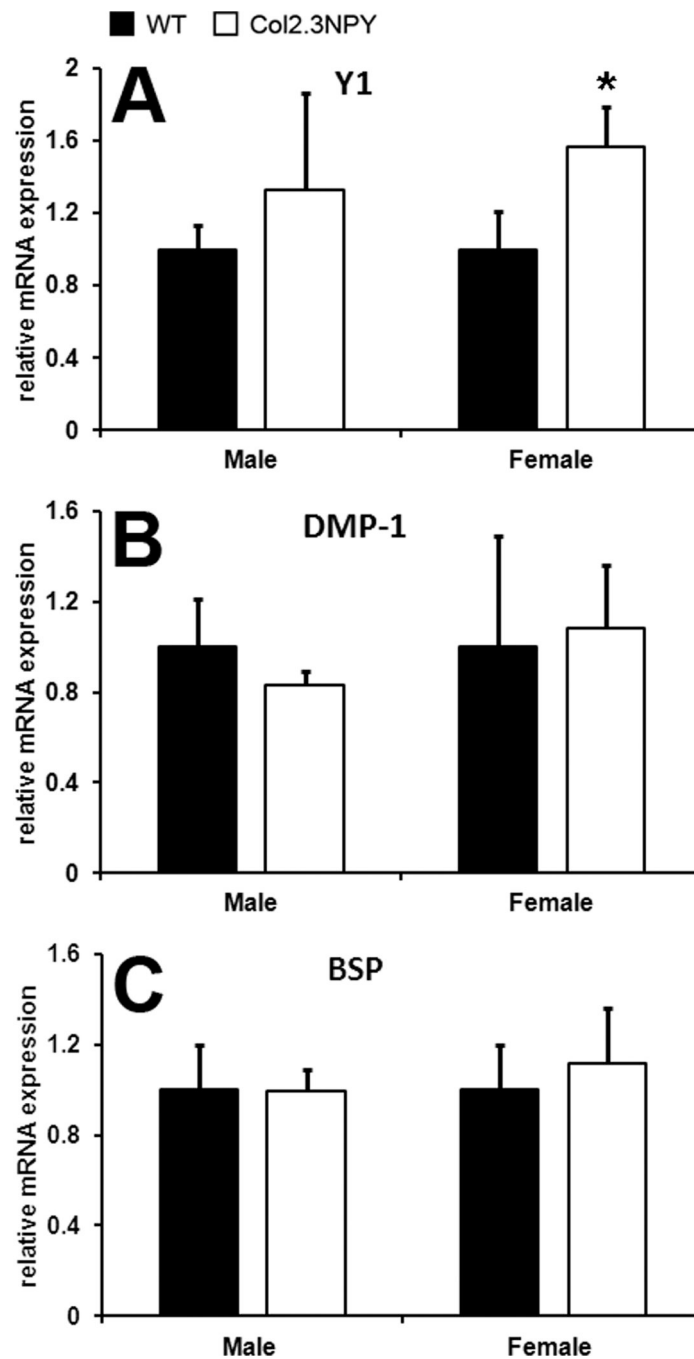 WT Col2.3NPY
A
Y1
*
relative mRNA expression
2
1.6
1.2
0.8
0.4
0
Male Female
B
DMP-1
relative mRNA expression
1.6
1.2
0.8
0.4
0
Male Female
C
BSP
relative mRNA expression
1.6
1.2
0.8
0.4
0
Male Female